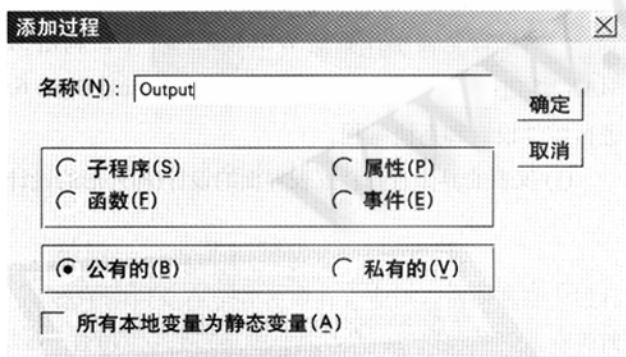 添加过程
名称(N): Output
确定
取消
子程序(S) 属性(P)
函数(F) 事件(E)
公有的(B) 私有的(V)
所有本地变量为静态变量(A)